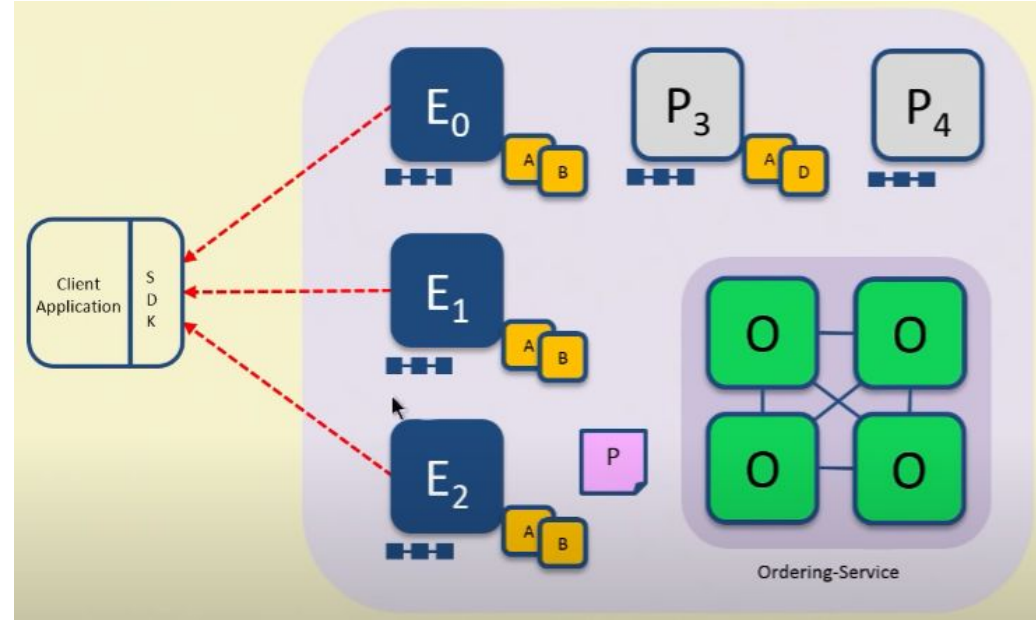 E0
P3
P4
A
B
A
D
Client
Application
S
D
K
E1
A
B
O
O
E2
P
A
B
O
O
Ordering-Service